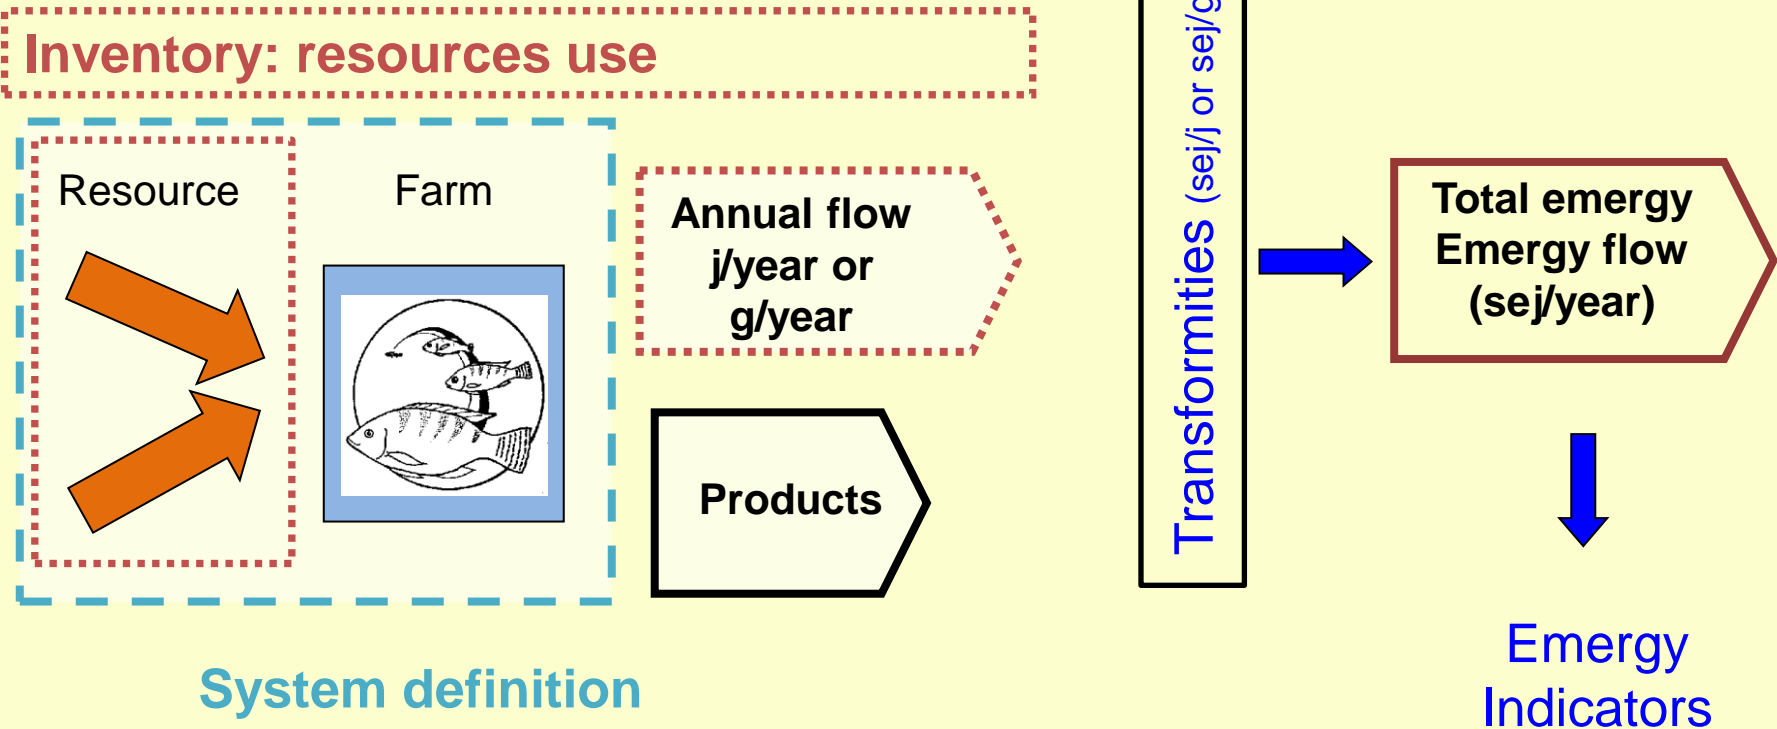 Inventory: resources use
Resource
Farm
Annual flow
j/year or
g/year
Products
System definition
Transformities (sej/j or sej/g
Total emergy
Emergy flow
(sej/year)
Emergy
Indicators